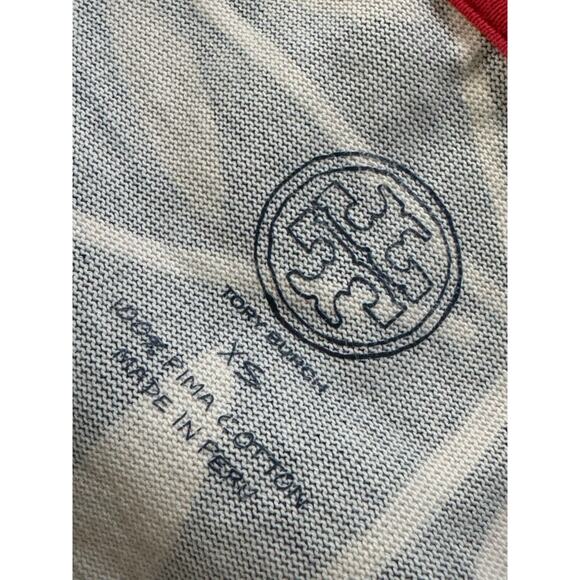 TORY BURCH
XS
100% PIMA COTTON
MADE IN PERU